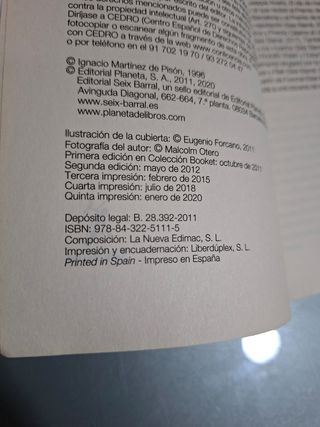 contra la propiedad intelectual (Art. 270 y siguientes
Diríjase a CEDRO (Centro Español de
fotocopiar o escanear algún fragmento de esta
con CEDRO a través de la web www.
o por teléfono en el 91 702 19 70 / 93 272 04 47
© Ignacio Martínez de Pisón, 1996
© Editorial Planeta, S. A., 2011, 2020
Editorial Seix Barral, un sello editorial de Editorial Planeta,
Avinguda Diagonal, 662-664, 7.ª planta. 08034
www.seix-barral.es
www.planetadelibros.com
Ilustración de la cubierta: © Eugenio Forcano, 2011
Fotografía del autor: © Malcolm Otero
Primera edición en Colección Booket: octubre de 2011
Segunda edición: mayo de 2012
Tercera impresión: febrero de 2015
Cuarta impresión: julio de 2018
Quinta impresión: enero de 2020
Depósito legal: B. 28.392-2011
ISBN: 978-84-322-5111-5
Composición: La Nueva Edimac, S. L.
Impresión y encuadernación: Liberdúplex, S. L.
Printed in Spain - Impreso en España